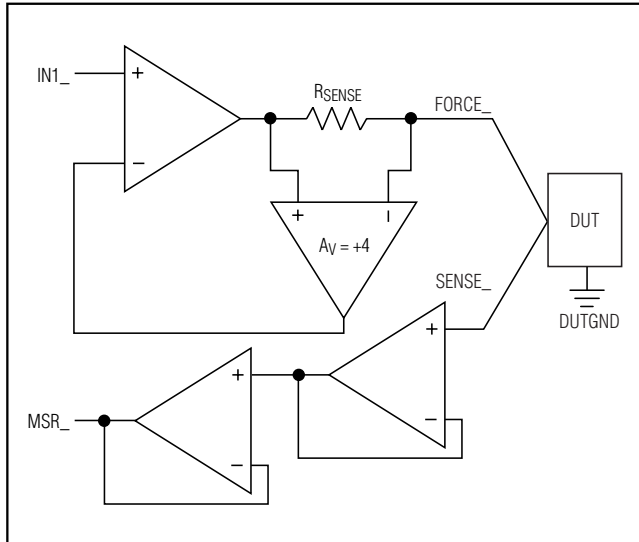 IN1_
+
−
RSENSE
FORCE_
+
−
AV = +4
DUT
SENSE_
DUTGND
+
−
+
−
MSR_